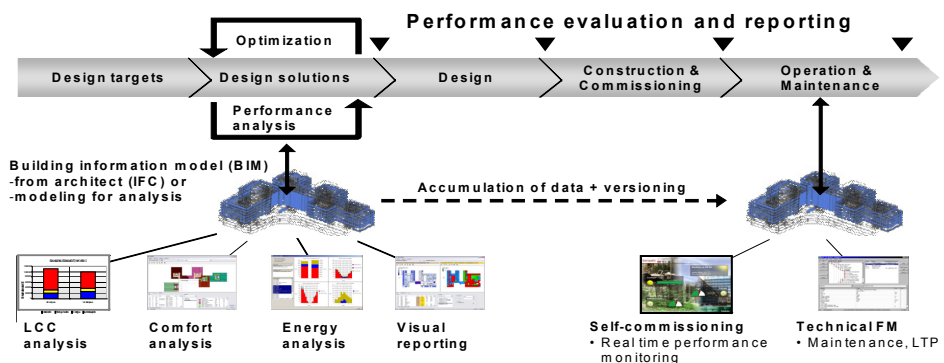 Performance evaluation and reporting
Optimization
Design targets
Design solutions
Design
Construction &
Commissioning
Operation &
Maintenance
Performance
analysis
Building information model (BIM)
-from architect (IFC) or
-modeling for analysis
Accumulation of data + versioning
LCC
analysis
Comfort
analysis
Energy
analysis
Visual
reporting
Self-commissioning
• Real time performance
monitoring
Technical FM
• Maintenance, LTP